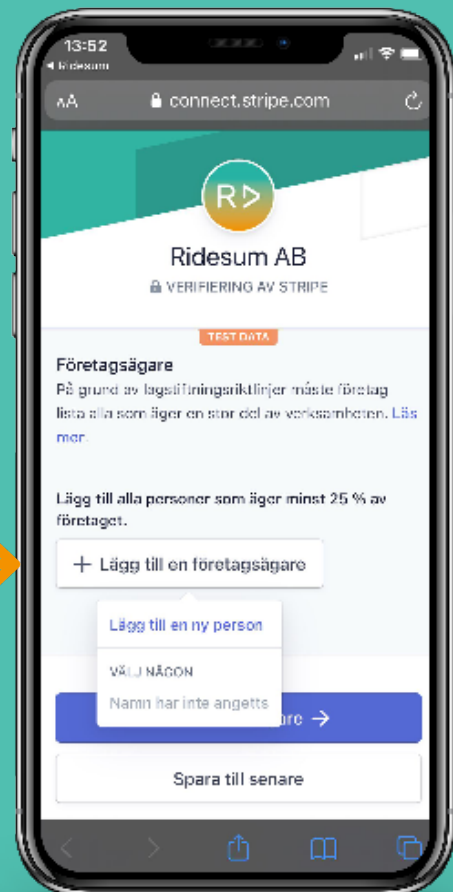 13:52
◀ Ridesum
AA connect.stripe.com
R
Ridesum AB
VERIFIERING AV STRIPE
TEST DATA
Företagsägare
På grund av lagstiftningsriktlinjer måste företag
lista alla som äger en stor del av verksamheten. Läs
mer.
Lägg till alla personer som äger minst 25 % av
företaget.
+ Lägg till en företagsägare
Lägg till en ny person
VÄLJ NÅGON
Namn har inte angetts
are →
Spara till senare